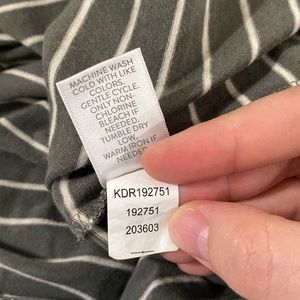 MACHINE WASH
COLD WITH LIKE
COLORS,
GENTLE CYCLE,
ONLY NON-
CHLORINE
BLEACH IF
NEEDED,
TUMBLE DRY
LOW,
WARM IRON IF
NEEDED
KDR192751
192751
203603